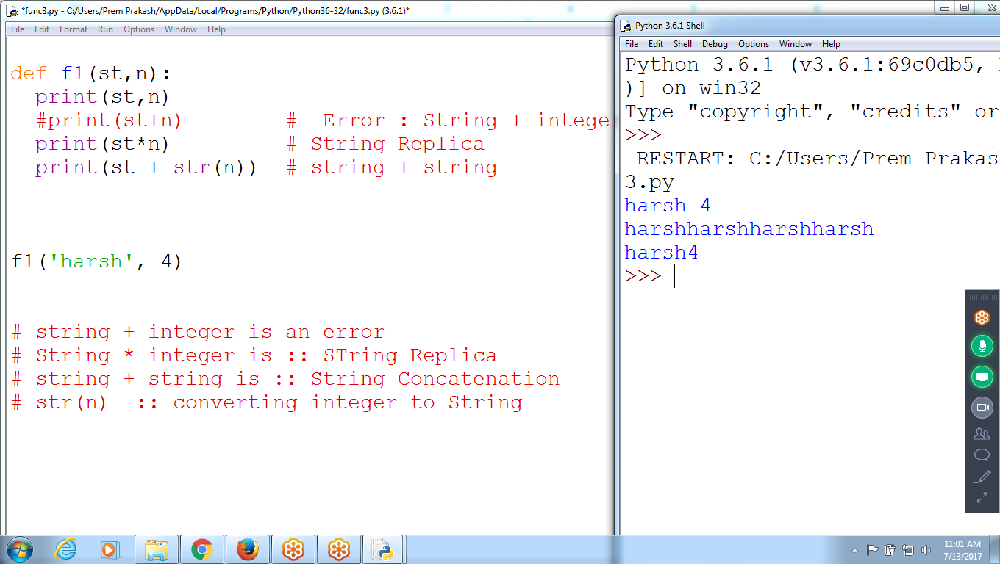 *func3.py - C:/Users/Prem Prakash/AppData/Local/Programs/Python/Python36-32/func3.py (3.6.1)*
File Edit Format Run Options Window Help
def f1(st,n):
  print(st,n)
  #print(st+n)         #  Error : String + integer
  print(st*n)          # String Replica
  print(st + str(n))   # string + string
f1('harsh', 4)
# string + integer is an error
# String * integer is :: STring Replica
# string + string is :: String Concatenation
# str(n)  :: converting integer to String
Python 3.6.1 Shell
File Edit Shell Debug Options Window Help
Python 3.6.1 (v3.6.1:69c0db5,
)] on win32
Type "copyright", "credits" or
>>>
 RESTART: C:/Users/Prem Prakas
3.py
harsh 4
harshharshharshharsh
harsh4
>>>
11:01 AM
7/13/2017